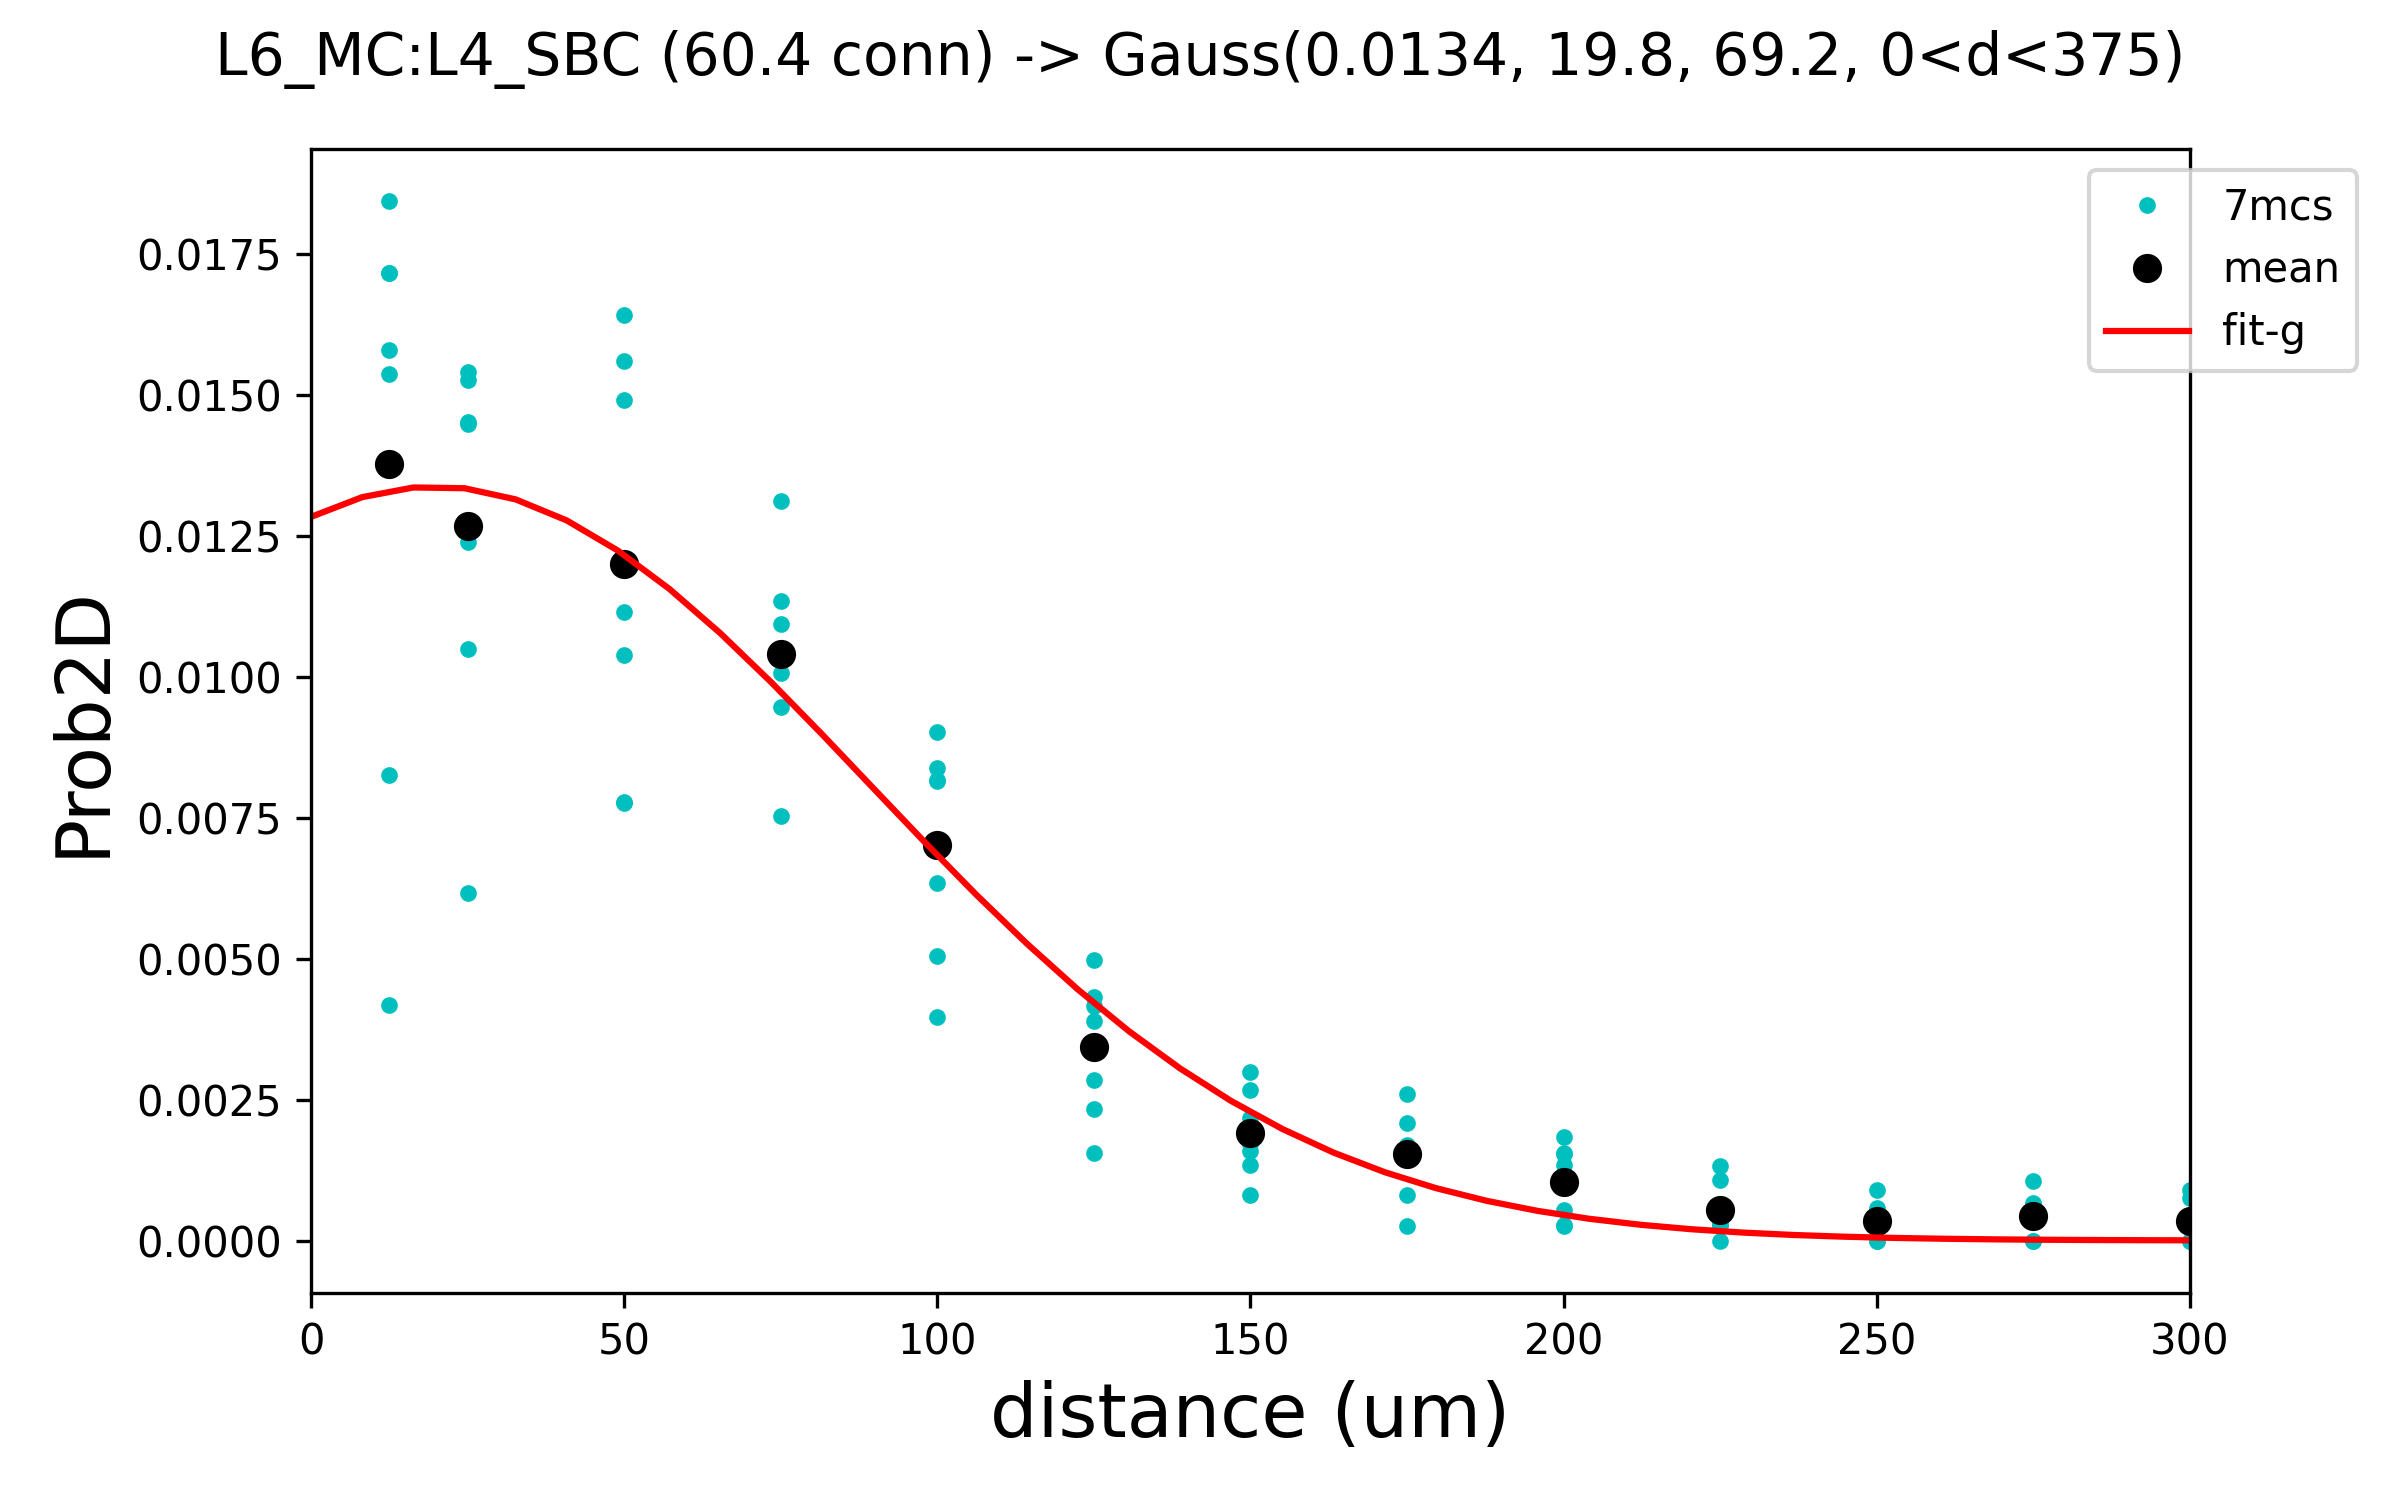 L6_MC:L4_SBC (60.4 conn) -> Gauss(0.0134, 19.8, 69.2, 0<d<375)
7mcs
mean
fit-g
0.0175
0.0150
0.0125
0.0100
0.0075
0.0050
0.0025
0.0000
Prob2D
0 50 100 150 200 250 300
distance (um)